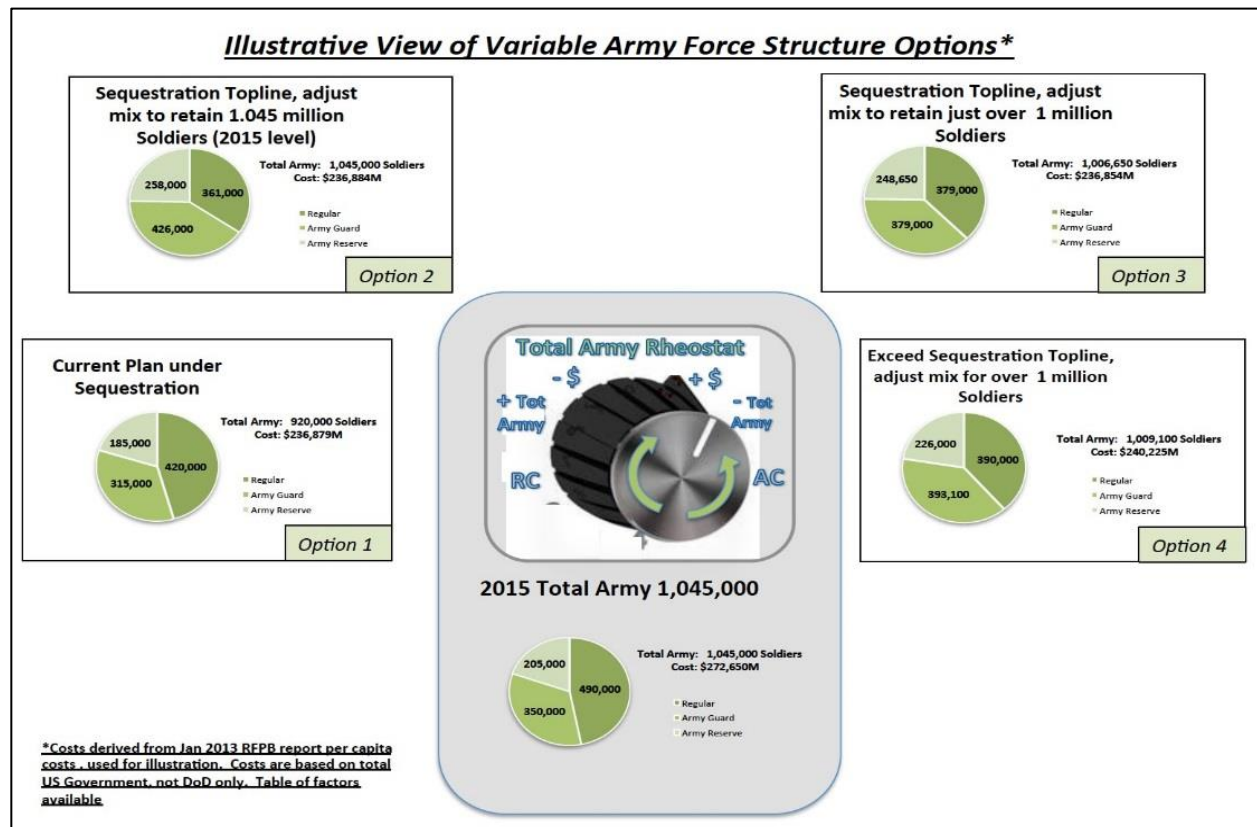 Illustrative View of Variable Army Force Structure Options*
Sequestration Topline, adjust
mix to retain 1.045 million
Soldiers (2015 level)
258,000
361,000
426,000
Total Army: 1,045,000 Soldiers
Cost: $236,884M
Regular
Army Guard
Army Reserve
Option 2
Sequestration Topline, adjust
mix to retain just over 1 million
Soldiers
248,650
379,000
379,000
Total Army: 1,006,650 Soldiers
Cost: $236,854M
Regular
Army Guard
Army Reserve
Option 3
Current Plan under
Sequestration
185,000
420,000
315,000
Total Army: 920,000 Soldiers
Cost: $236,879M
Regular
Army Guard
Army Reserve
Option 1
Total Army Rheostat
- $
+ $
+ Tot
Army
- Tot
Army
RC
AC
Exceed Sequestration Topline,
adjust mix for over 1 million
Soldiers
226,000
390,000
393,100
Total Army: 1,009,100 Soldiers
Cost: $240,225M
Regular
Army Guard
Army Reserve
Option 4
2015 Total Army 1,045,000
205,000
490,000
350,000
Total Army: 1,045,000 Soldiers
Cost: $272,650M
Regular
Army Guard
Army Reserve
*Costs derived from Jan 2013 RFPB report per capita
costs , used for illustration. Costs are based on total
US Government, not DoD only. Table of factors
available